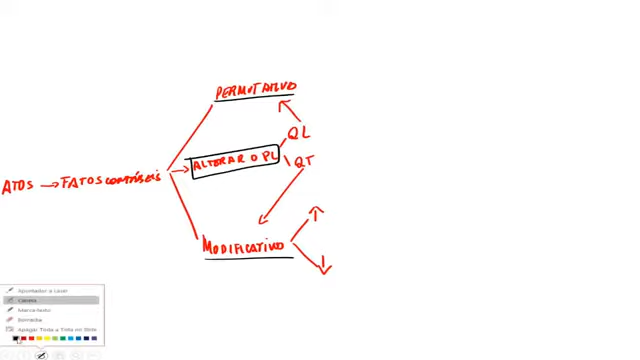 PERMUTATIVO
QL
ALTERAR O PL
QT
ATOS → FATOS CONTÁBEIS
MODIFICATIVO
Apontador a Laser
Caneta
Marca-texto
Borracha
Apagar Toda a Tinta no Slide